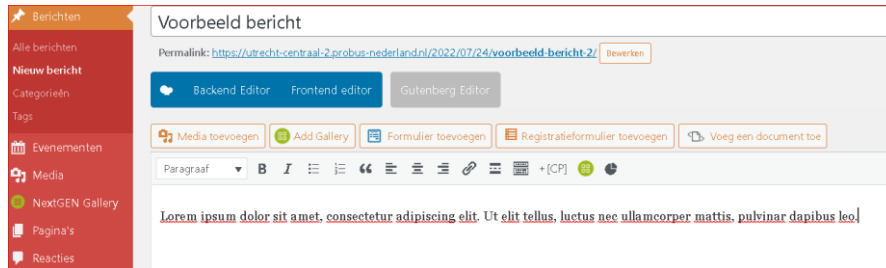 Berichten
Alle berichten
Nieuw bericht
Categorieën
Tags
Evenementen
Media
NextGEN Gallery
Pagina's
Reacties
Voorbeeld bericht
Permalink: https://utrecht-centraal-2.probus-nederland.nl/2022/07/24/voorbeeld-bericht-2/ Bewerken
Backend Editor Frontend editor Gutenberg Editor
Media toevoegen Add Gallery Formulier toevoegen Registratieformulier toevoegen Voeg een document toe
Paragraaf B I +[CP]
Lorem ipsum dolor sit amet, consectetur adipiscing elit. Ut elit tellus, luctus nec ullamcorper mattis, pulvinar dapibus leo.